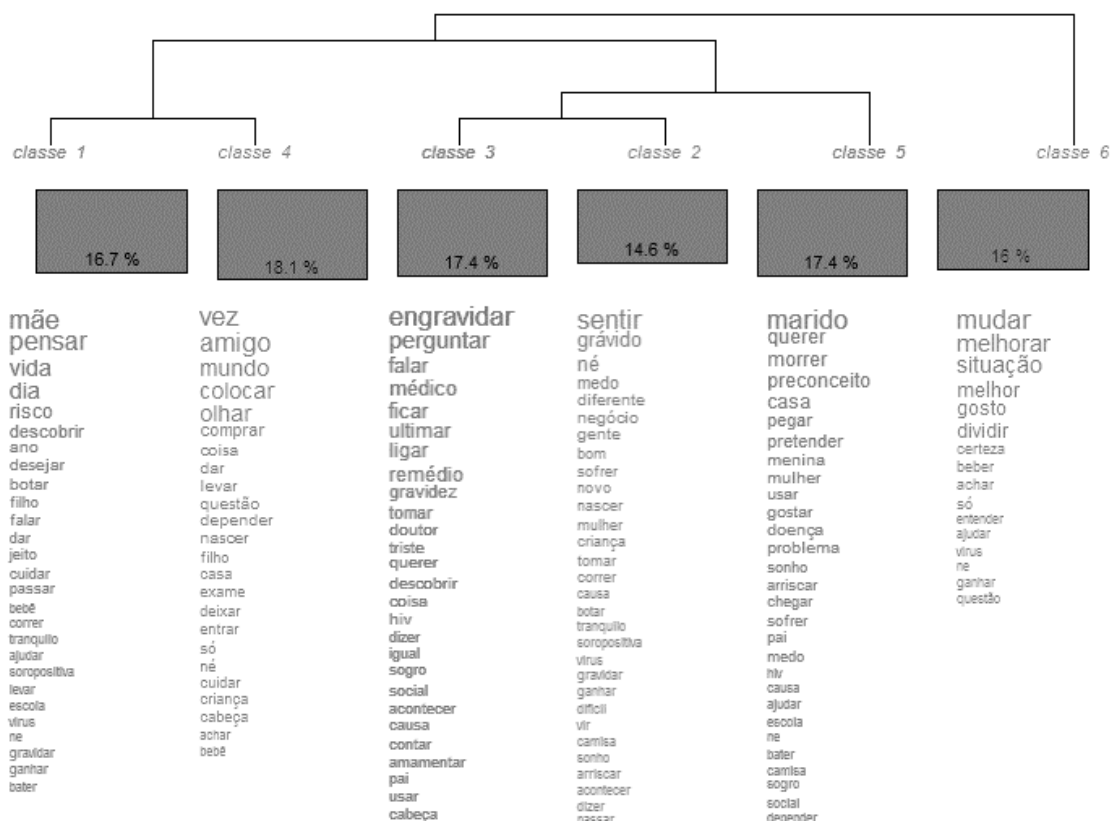 classe 1
classe 4
classe 3
classe 2
classe 5
classe 6
16.7 %
18.1 %
17.4 %
14.6 %
17.4 %
16 %
mãe
pensar
vida
dia
risco
descobrir
ano
desejar
botar
filho
falar
dar
jeito
cuidar
passar
bebê
correr
tranquilo
ajudar
soropositiva
levar
escola
virus
ne
gravidar
ganhar
bater
vez
amigo
mundo
colocar
olhar
comprar
coisa
dar
levar
questão
depender
nascer
filho
casa
exame
deixar
entrar
só
né
cuidar
criança
cabeça
achar
bebê
engravidar
perguntar
falar
médico
ficar
ultimar
ligar
remédio
gravidez
tomar
doutor
triste
querer
descobrir
coisa
hiv
dizer
igual
sogro
social
acontecer
causa
contar
amamentar
pai
usar
cabeça
sentir
grávido
né
medo
diferente
negócio
gente
bom
sofrer
novo
nascer
mulher
criança
tomar
correr
causa
botar
tranquilo
soropositiva
virus
gravidar
ganhar
difícil
vir
camisa
sonho
arriscar
acontecer
dizer
passar
marido
querer
morrer
preconceito
casa
pegar
pretender
menina
mulher
usar
gostar
doença
problema
sonho
arriscar
chegar
sofrer
pai
medo
hiv
causa
ajudar
escola
ne
bater
camisa
sogro
social
depender
mudar
melhorar
situação
melhor
gosto
dividir
certeza
beber
achar
só
entender
ajudar
virus
ne
ganhar
questão